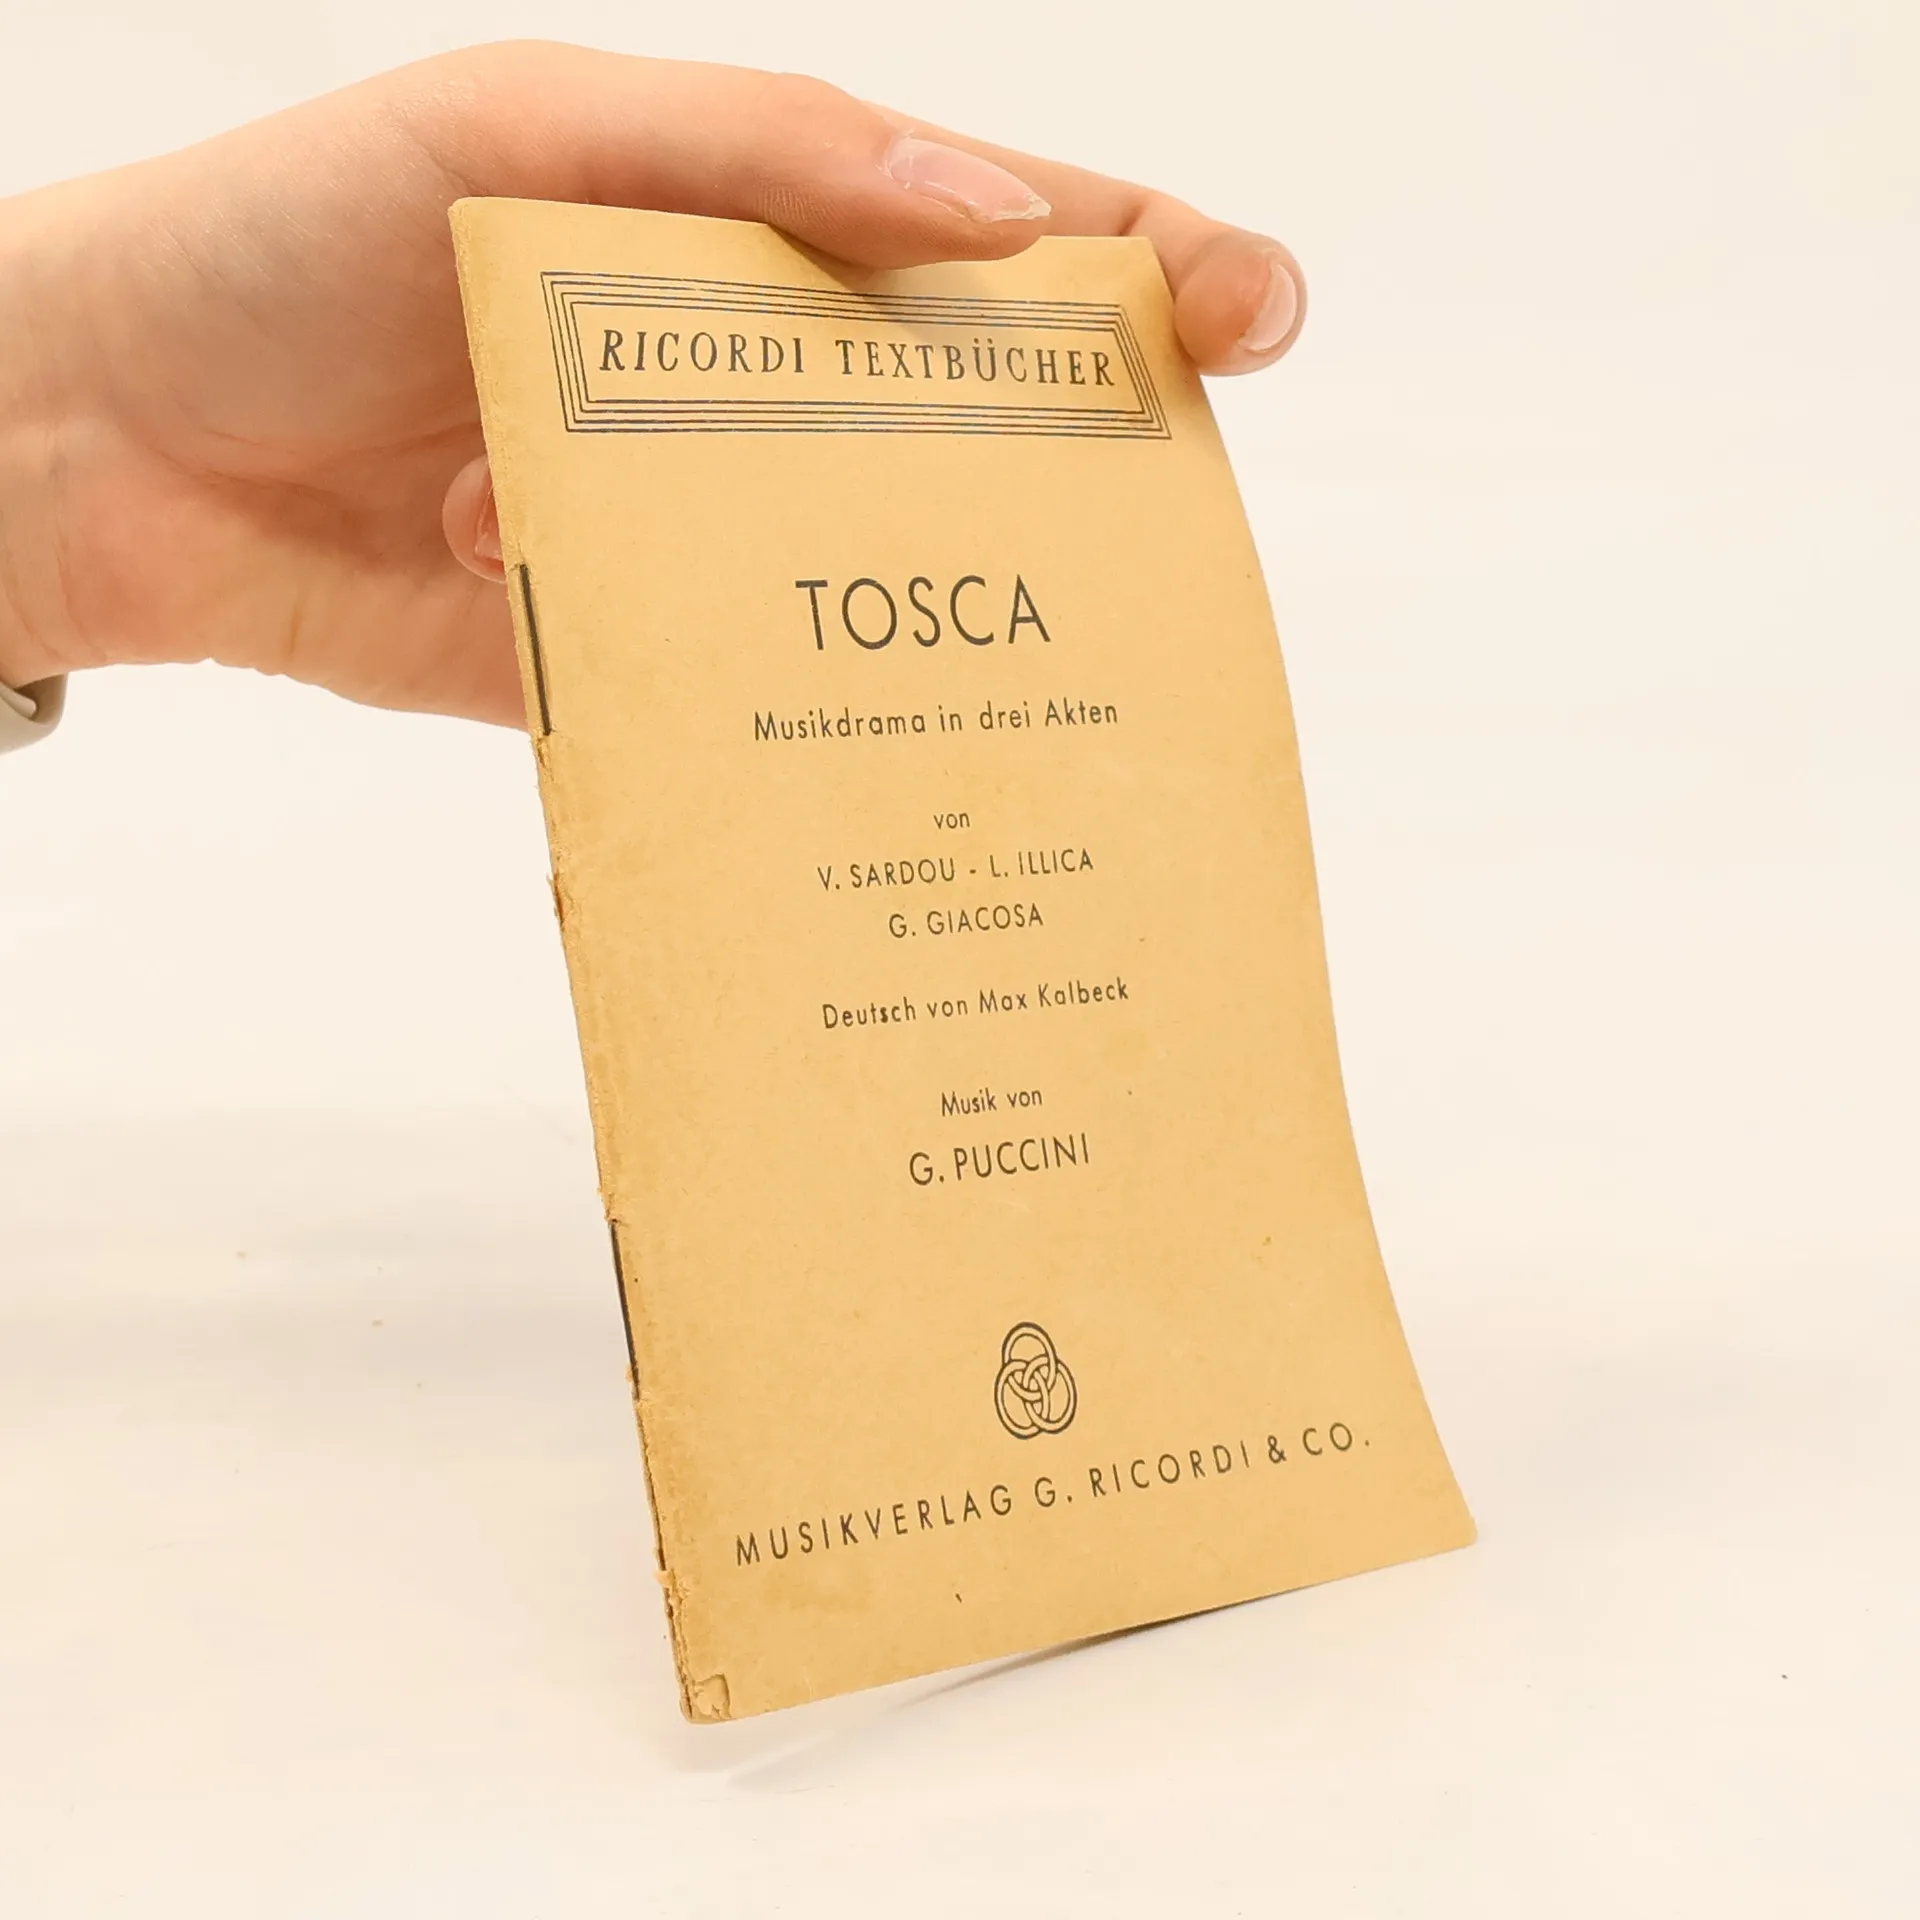 RICORDI TEXTBÜCHER
TOSCA
Musikdrama in drei Akten
von
V. SARDOU - L. ILLICA
G. GIACOSA
Deutsch von Max Kalbeck
Musik von
G. PUCCINI
MUSIKVERLAG G. RICORDI & CO.